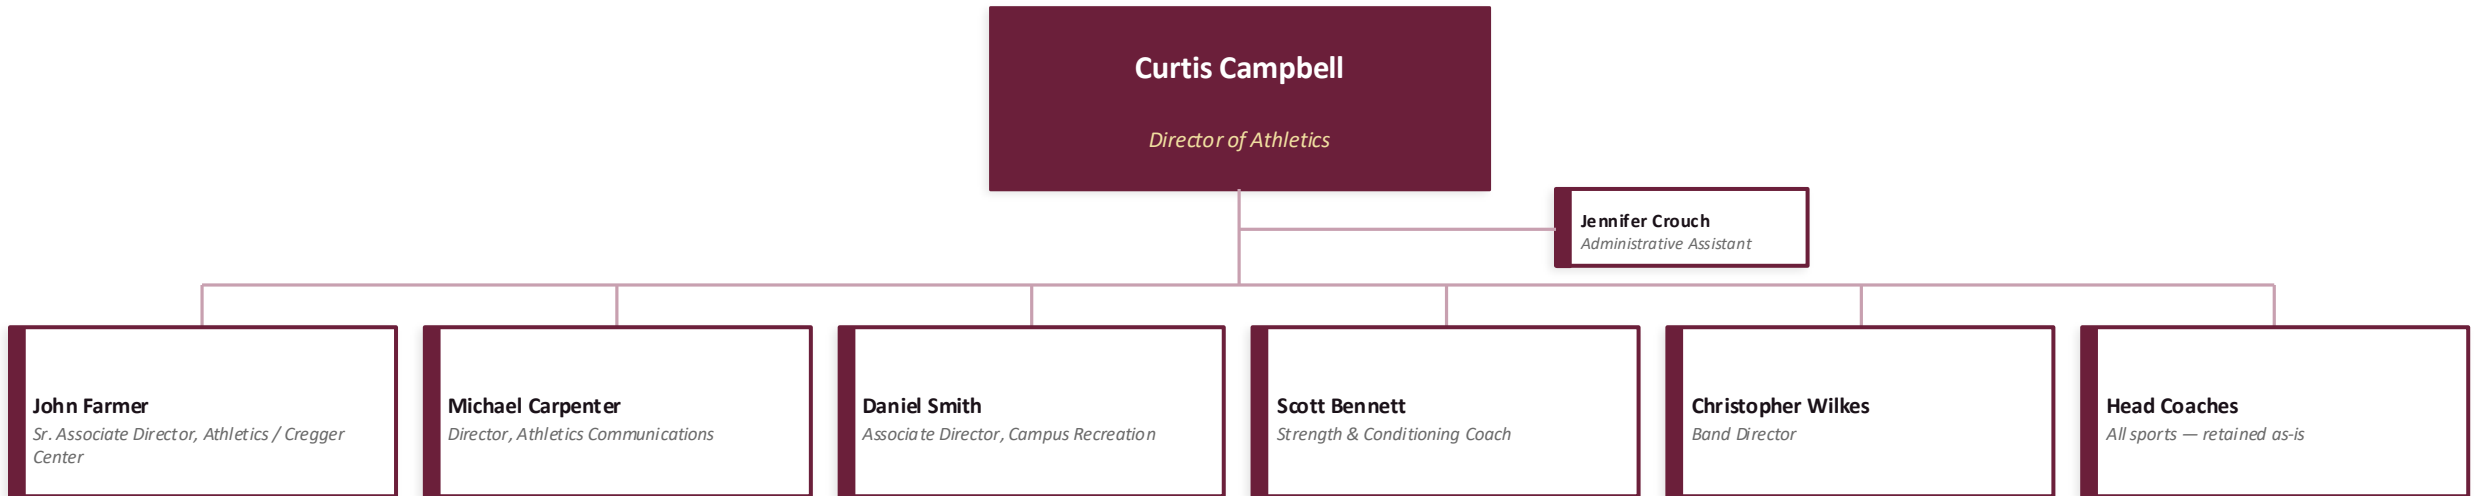 Curtis Campbell
Director of Athletics
Jennifer Crouch
Administrative Assistant
John Farmer
Sr. Associate Director, Athletics / Cregger
Center
Michael Carpenter
Director, Athletics Communications
Daniel Smith
Associate Director, Campus Recreation
Scott Bennett
Strength & Conditioning Coach
Christopher Wilkes
Band Director
Head Coaches
All sports — retained as-is